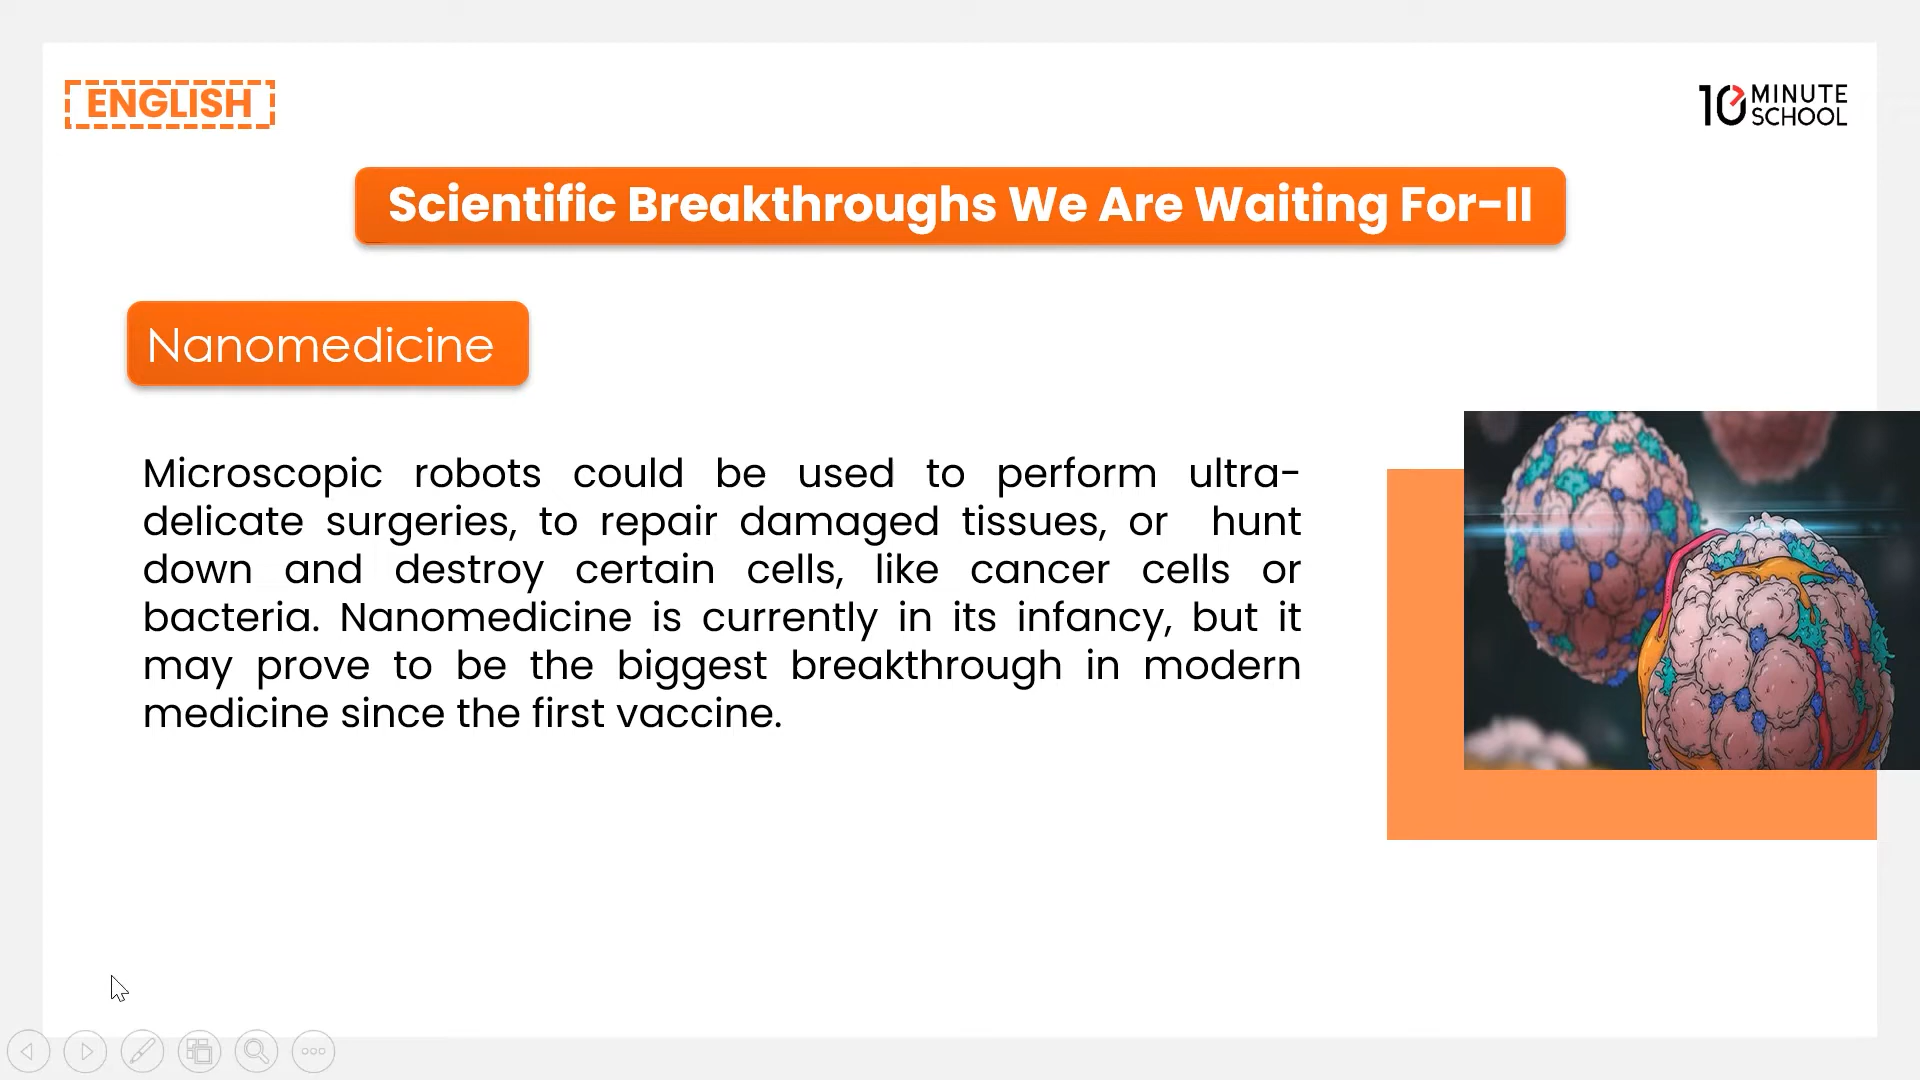 ENGLISH
10 MINUTE
SCHOOL
Scientific Breakthroughs We Are Waiting For-II
Nanomedicine
Microscopic robots could be used to perform ultra-
delicate surgeries, to repair damaged tissues, or hunt
down and destroy certain cells, like cancer cells or
bacteria. Nanomedicine is currently in its infancy, but it
may prove to be the biggest breakthrough in modern
medicine since the first vaccine.